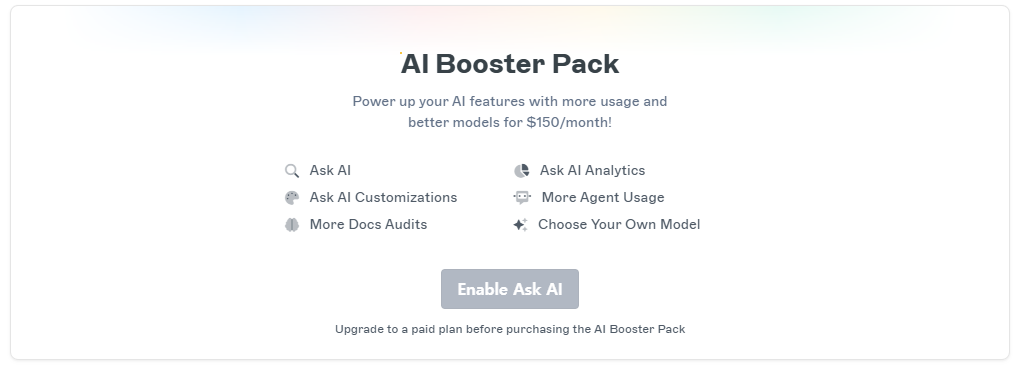 AI Booster Pack
Power up your AI features with more usage and
better models for $150/month!
Ask AI
Ask AI Analytics
Ask AI Customizations
More Agent Usage
More Docs Audits
Choose Your Own Model
Enable Ask AI
Upgrade to a paid plan before purchasing the AI Booster Pack